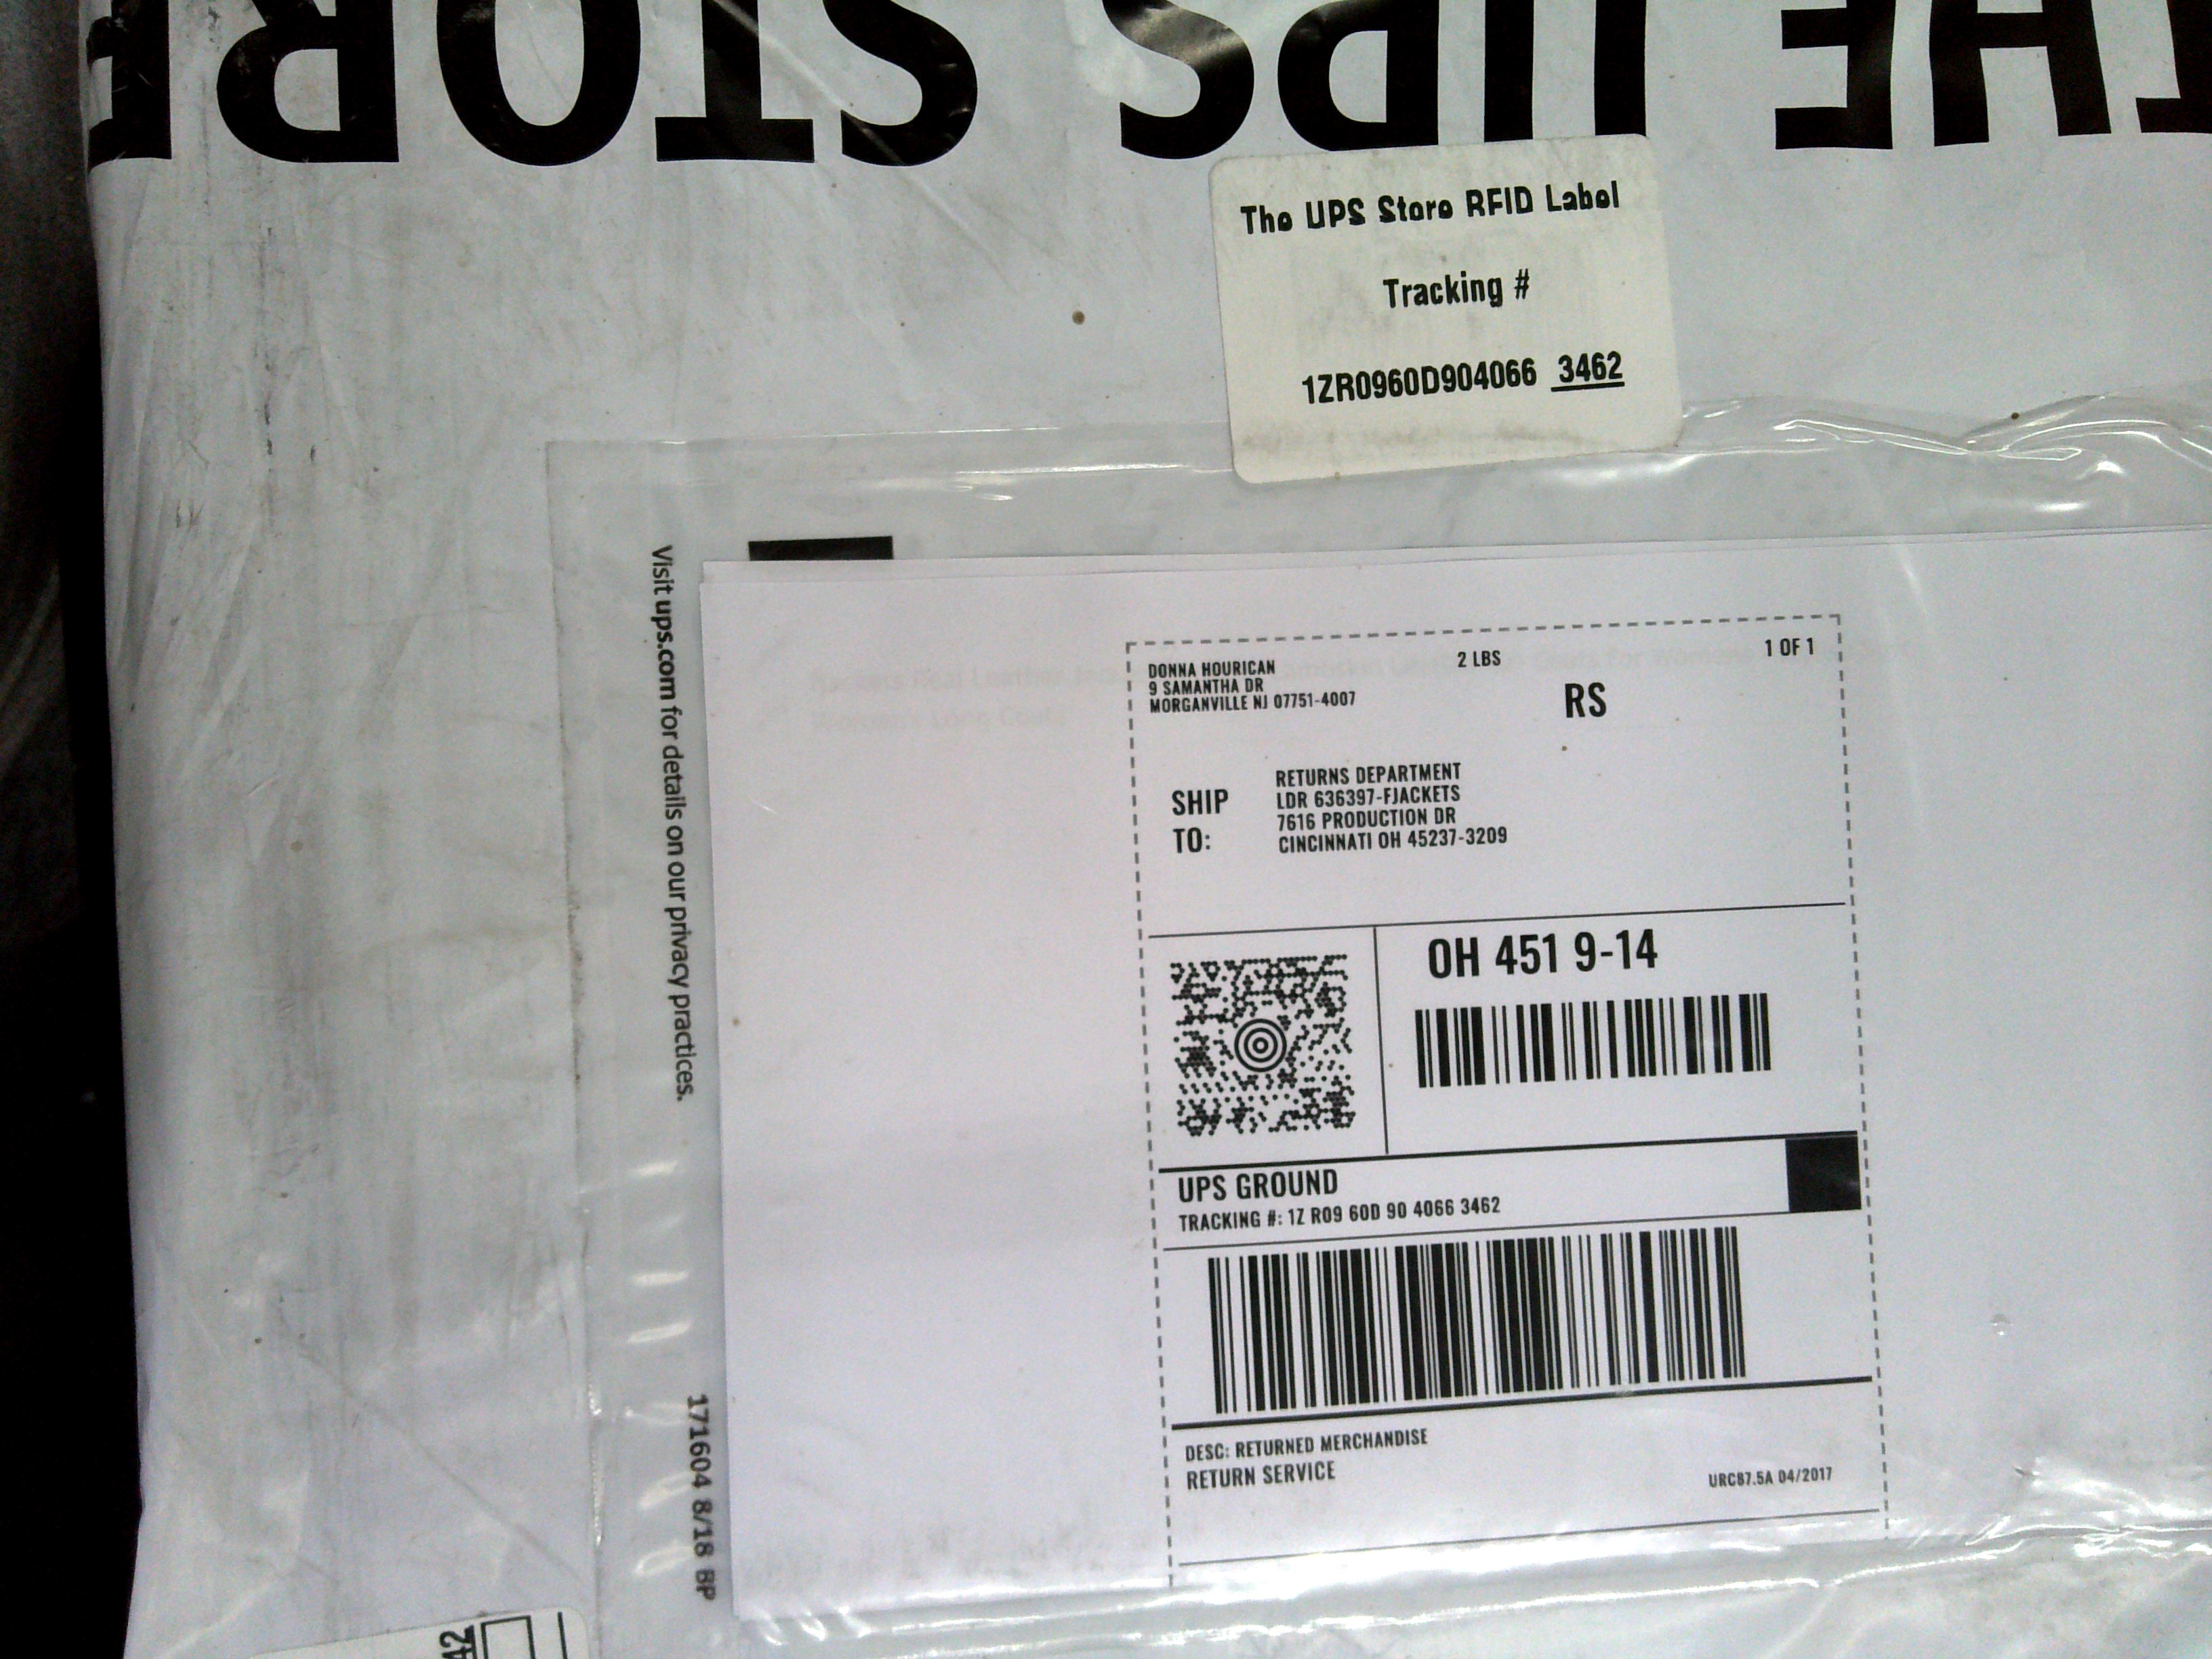 THE UPS STORE
The UPS Store RFID Label
Tracking #
1ZR0960D904066 3462
Visit ups.com for details on our privacy practices.
171604 8/18 BP
DONNA HOURICAN
9 SAMANTHA DR
MORGANVILLE NJ 07751-4007
2 LBS
1 OF 1
RS
SHIP
TO:
RETURNS DEPARTMENT
LDR 636397-FJACKETS
7616 PRODUCTION DR
CINCINNATI OH 45237-3209
OH 451 9-14
UPS GROUND
TRACKING #: 1Z R09 60D 90 4066 3462
DESC: RETURNED MERCHANDISE
RETURN SERVICE
URC87.5A 04/2017